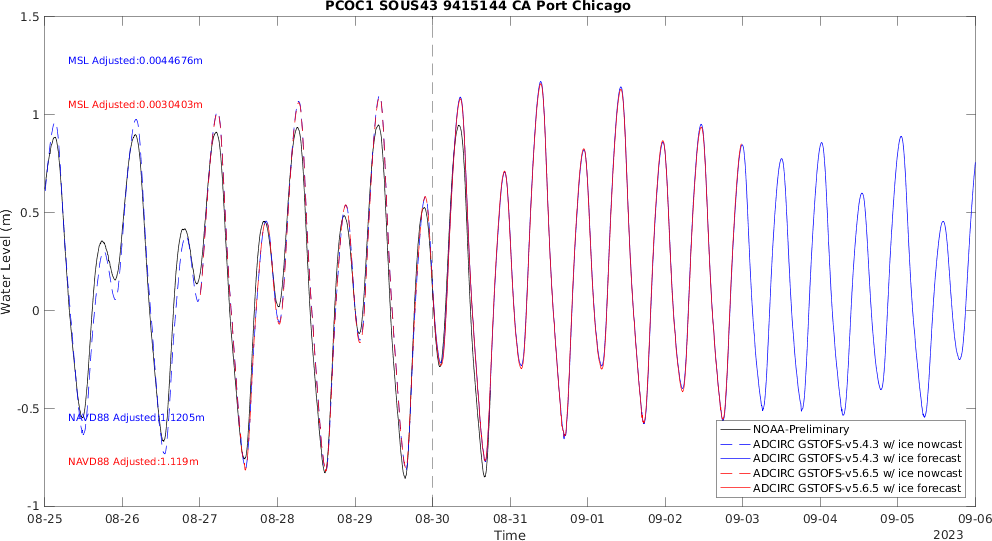 PCOC1 SOUS43 9415144 CA Port Chicago
1.5
MSL Adjusted:0.0044676m
MSL Adjusted:0.0030403m
1
0.5
Water Level (m)
0
-0.5
NAVD88 Adjusted:1.1205m
NAVD88 Adjusted:1.119m
NOAA-Preliminary
ADCIRC GSTOFS-v5.4.3 w/ ice nowcast
ADCIRC GSTOFS-v5.4.3 w/ ice forecast
ADCIRC GSTOFS-v5.6.5 w/ ice nowcast
ADCIRC GSTOFS-v5.6.5 w/ ice forecast
-1
08-25 08-26 08-27 08-28 08-29 08-30 08-31 09-01 09-02 09-03 09-04 09-05 09-06
Time
2023